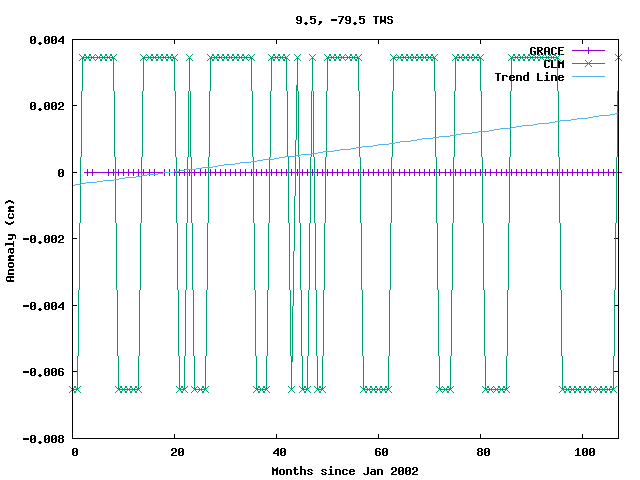 9.5, -79.5 TWS
0.004
GRACE
CLM
Trend Line
0.002
0
-0.002
-0.004
-0.006
-0.008
Anomaly (cm)
0 20 40 60 80 100
Months since Jan 2002